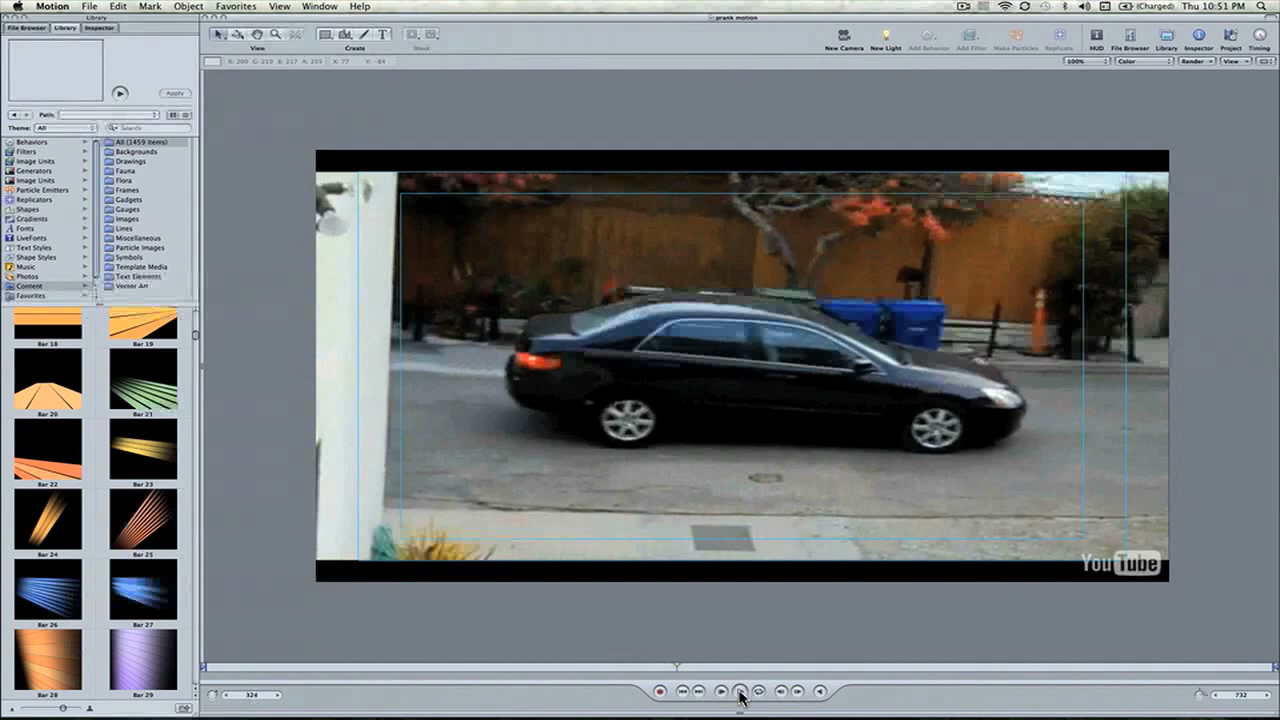 Motion File Edit Mark Object Favorites View Window Help
(Charged) Thu 10:51 PM
Library
prank motion
File Browser Library Inspector
View
Create
New Camera New Light Add Behavior Add Filter Make Particles Replicate
HUD File Browser Library Inspector Project Timing
100% Color Render View
Apply
Path:
Theme: All Search
Behaviors
Filters
Image Units
Generators
Image Units
Particle Emitters
Replicators
Shapes
Gradients
Fonts
LiveFonts
Text Styles
Shape Styles
Music
Photos
Content
Favorites
All (1459 items)
Backgrounds
Drawings
Fauna
Flora
Frames
Gadgets
Gauges
Images
Lines
Miscellaneous
Particle Images
Symbols
Template Media
Text Elements
Vector Art
Bar 18 Bar 19
Bar 20 Bar 21
Bar 22 Bar 23
Bar 24 Bar 25
Bar 26 Bar 27
Bar 28 Bar 29
YouTube
324
732